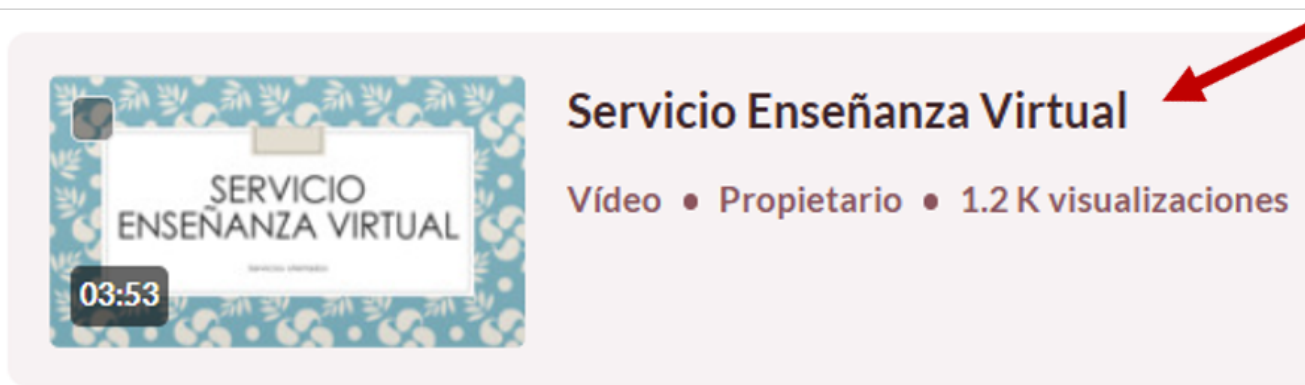 SERVICIO
ENSEÑANZA VIRTUAL
03:53
Servicio Enseñanza Virtual
Vídeo • Propietario • 1.2 K visualizaciones